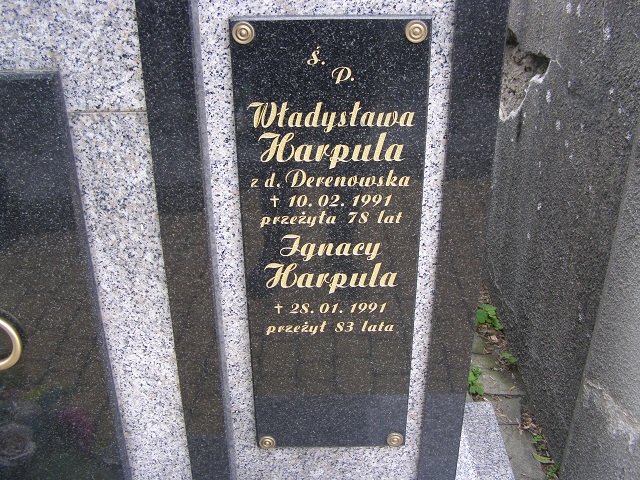 Ś.
P.
Władysława
Harpula
z d. Derenowska
† 10. 02. 1991
przeżyła 78 lat
Ignacy
Harpula
† 28. 01. 1991
przeżył 83 lata